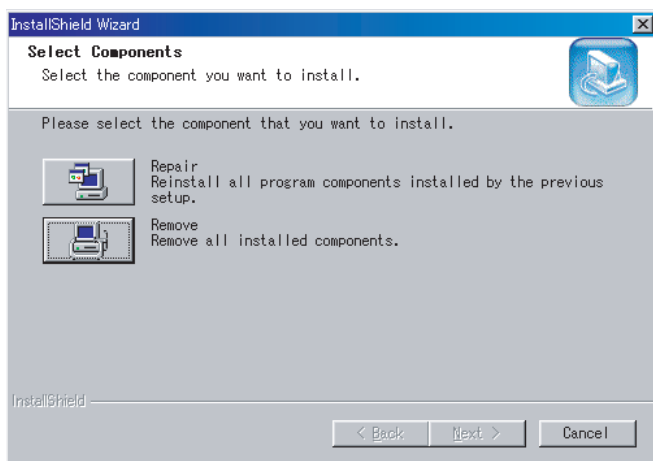 InstallShield Wizard
Select Components
Select the component you want to install.
Please select the component that you want to install.
Repair
Reinstall all program components installed by the previous
setup.
Remove
Remove all installed components.
InstallShield
< Back
Next >
Cancel